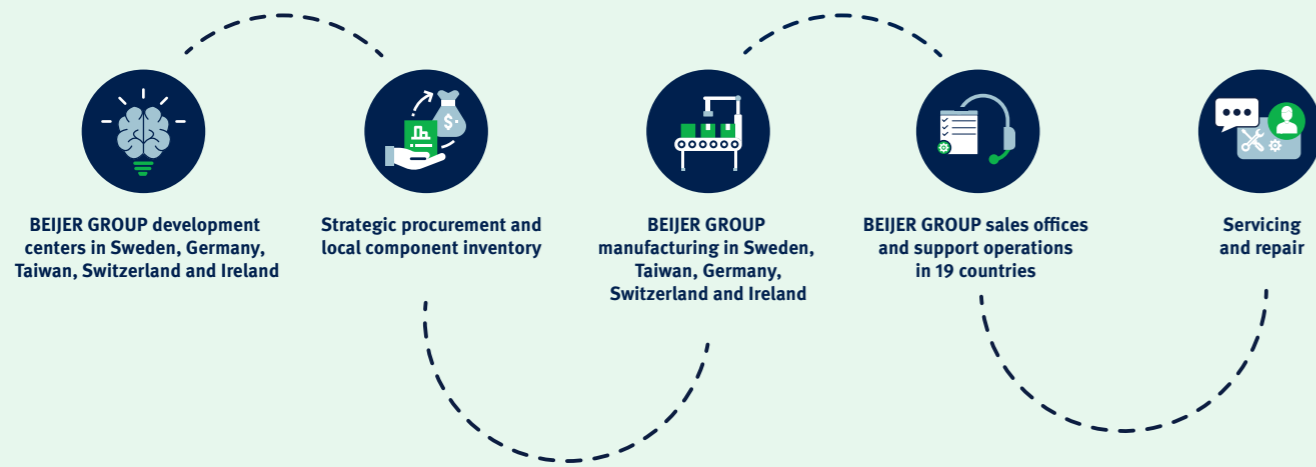 BEIJER GROUP development
centers in Sweden, Germany,
Taiwan, Switzerland and Ireland
Strategic procurement and
local component inventory
BEIJER GROUP
manufacturing in Sweden,
Taiwan, Germany,
Switzerland and Ireland
BEIJER GROUP sales offices
and support operations
in 19 countries
Servicing
and repair